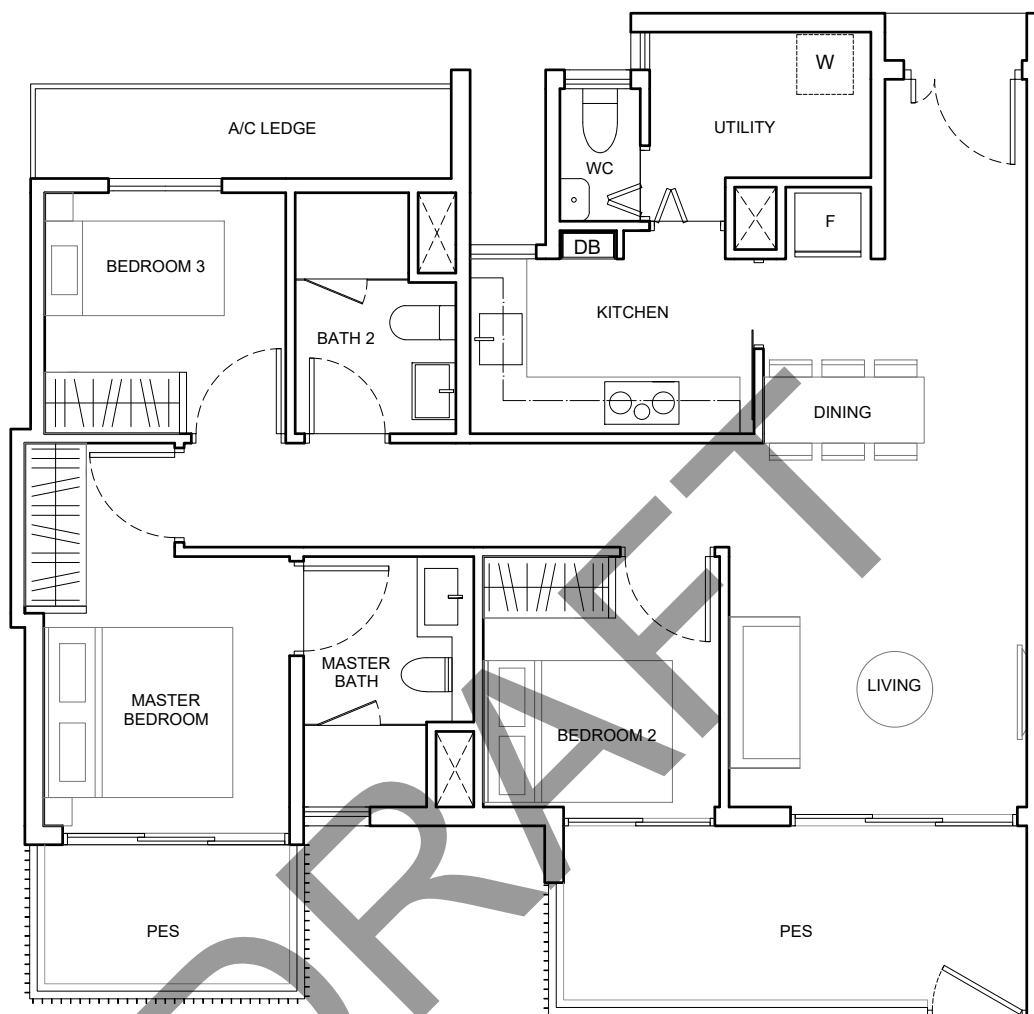 W
A/C LEDGE
UTILITY
WC
F
DB
BEDROOM 3
BATH 2
KITCHEN
DINING
MASTER
BEDROOM
MASTER
BATH
BEDROOM 2
LIVING
PES
PES
DRAFT